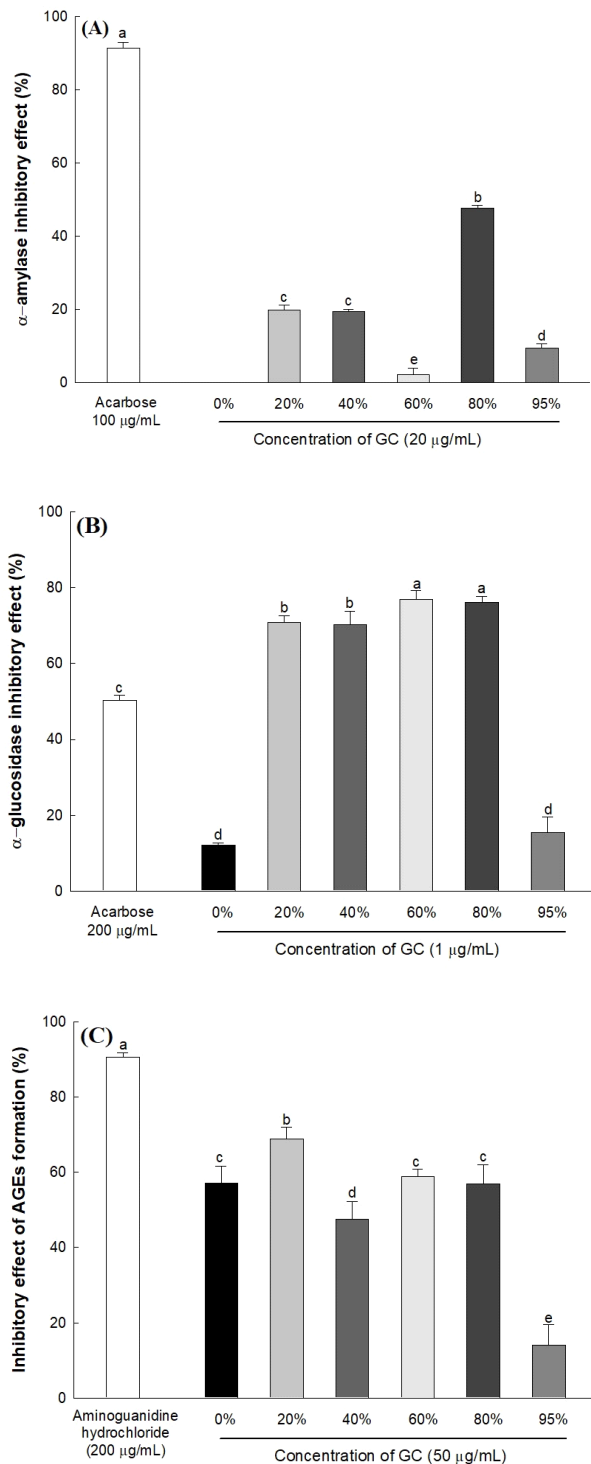 (A)
α−amylase inhibitory effect (%)
100
80
60
40
20
0
a
c
c
e
b
d
Acarbose
100 μg/mL
0% 20% 40% 60% 80% 95%
Concentration of GC (20 μg/mL)
(B)
α−glucosidase inhibitory effect (%)
100
80
60
40
20
0
c
d
b
b
a
a
d
Acarbose
200 μg/mL
0% 20% 40% 60% 80% 95%
Concentration of GC (1 μg/mL)
(C)
Inhibitory effect of AGEs formation (%)
100
80
60
40
20
0
a
c
b
d
c
c
e
Aminoguanidine
hydrochloride
(200 μg/mL)
0% 20% 40% 60% 80% 95%
Concentration of GC (50 μg/mL)